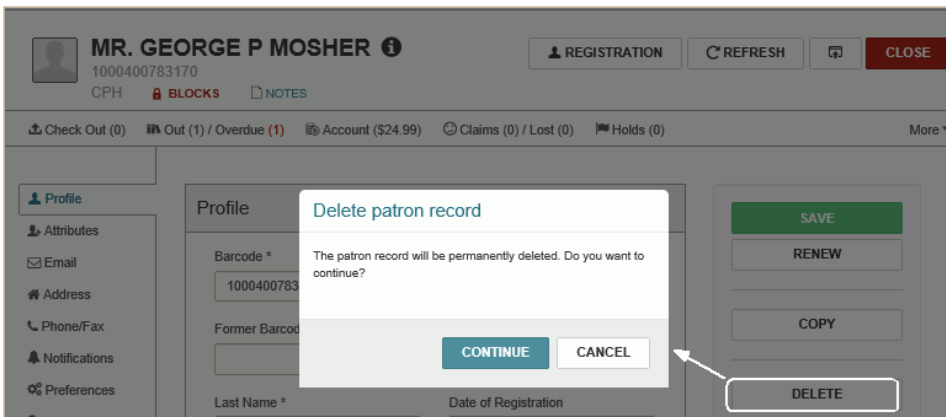 MR. GEORGE P MOSHER
REGISTRATION
REFRESH
CLOSE
1000400783170
CPH BLOCKS NOTES
Check Out (0) Out (1) / Overdue (1) Account ($24.99) Claims (0) / Lost (0) Holds (0) More
Profile
Attributes
Email
Address
Phone/Fax
Notifications
Preferences
Profile
Barcode *
1000400783
Former Barcod
Last Name *
Date of Registration
Delete patron record
The patron record will be permanently deleted. Do you want to
continue?
CONTINUE
CANCEL
SAVE
RENEW
COPY
DELETE